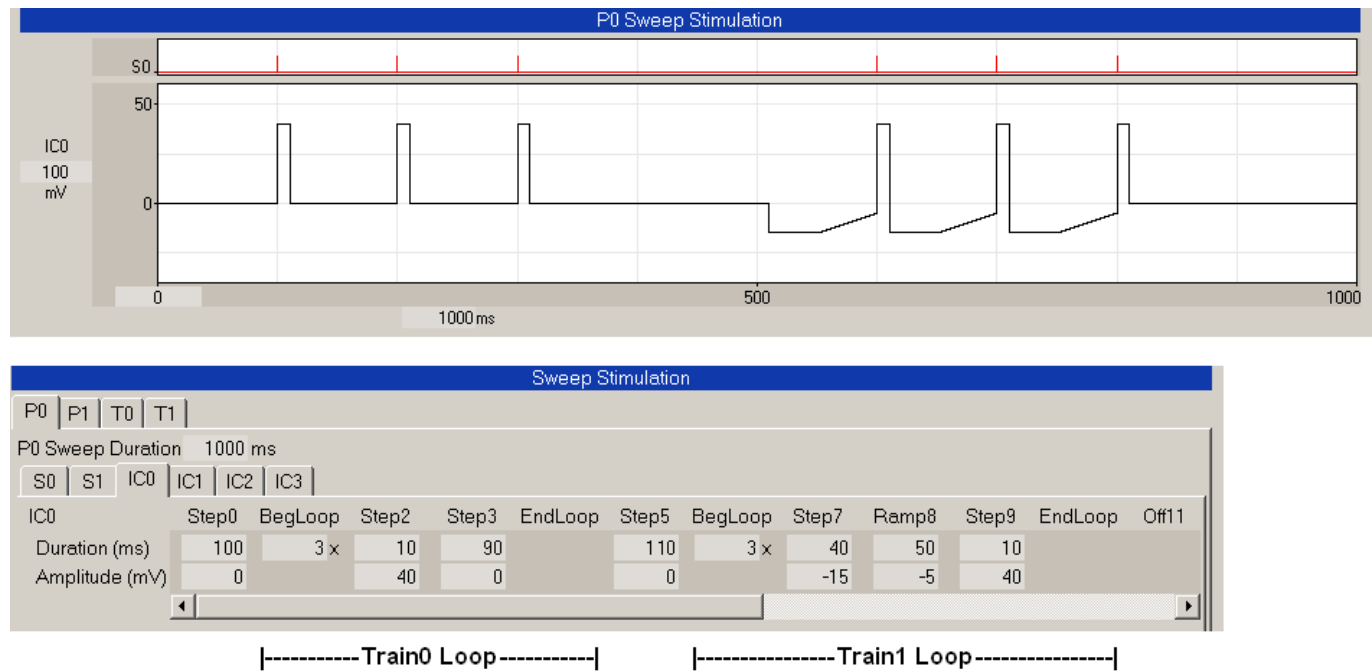 P0 Sweep Stimulation
S0
50
IC0
100
mV
0
0 500 1000
1000 ms
Sweep Stimulation
P0 P1 T0 T1
P0 Sweep Duration 1000 ms
S0 S1 IC0 IC1 IC2 IC3
IC0 Step0 BegLoop Step2 Step3 EndLoop Step5 BegLoop Step7 Ramp8 Step9 EndLoop Off11
Duration (ms) 100 3 x 10 90 110 3 x 40 50 10
Amplitude (mV) 0 40 0 0 -15 -5 40
|-----------Train0 Loop-----------| |----------------Train1 Loop----------------|